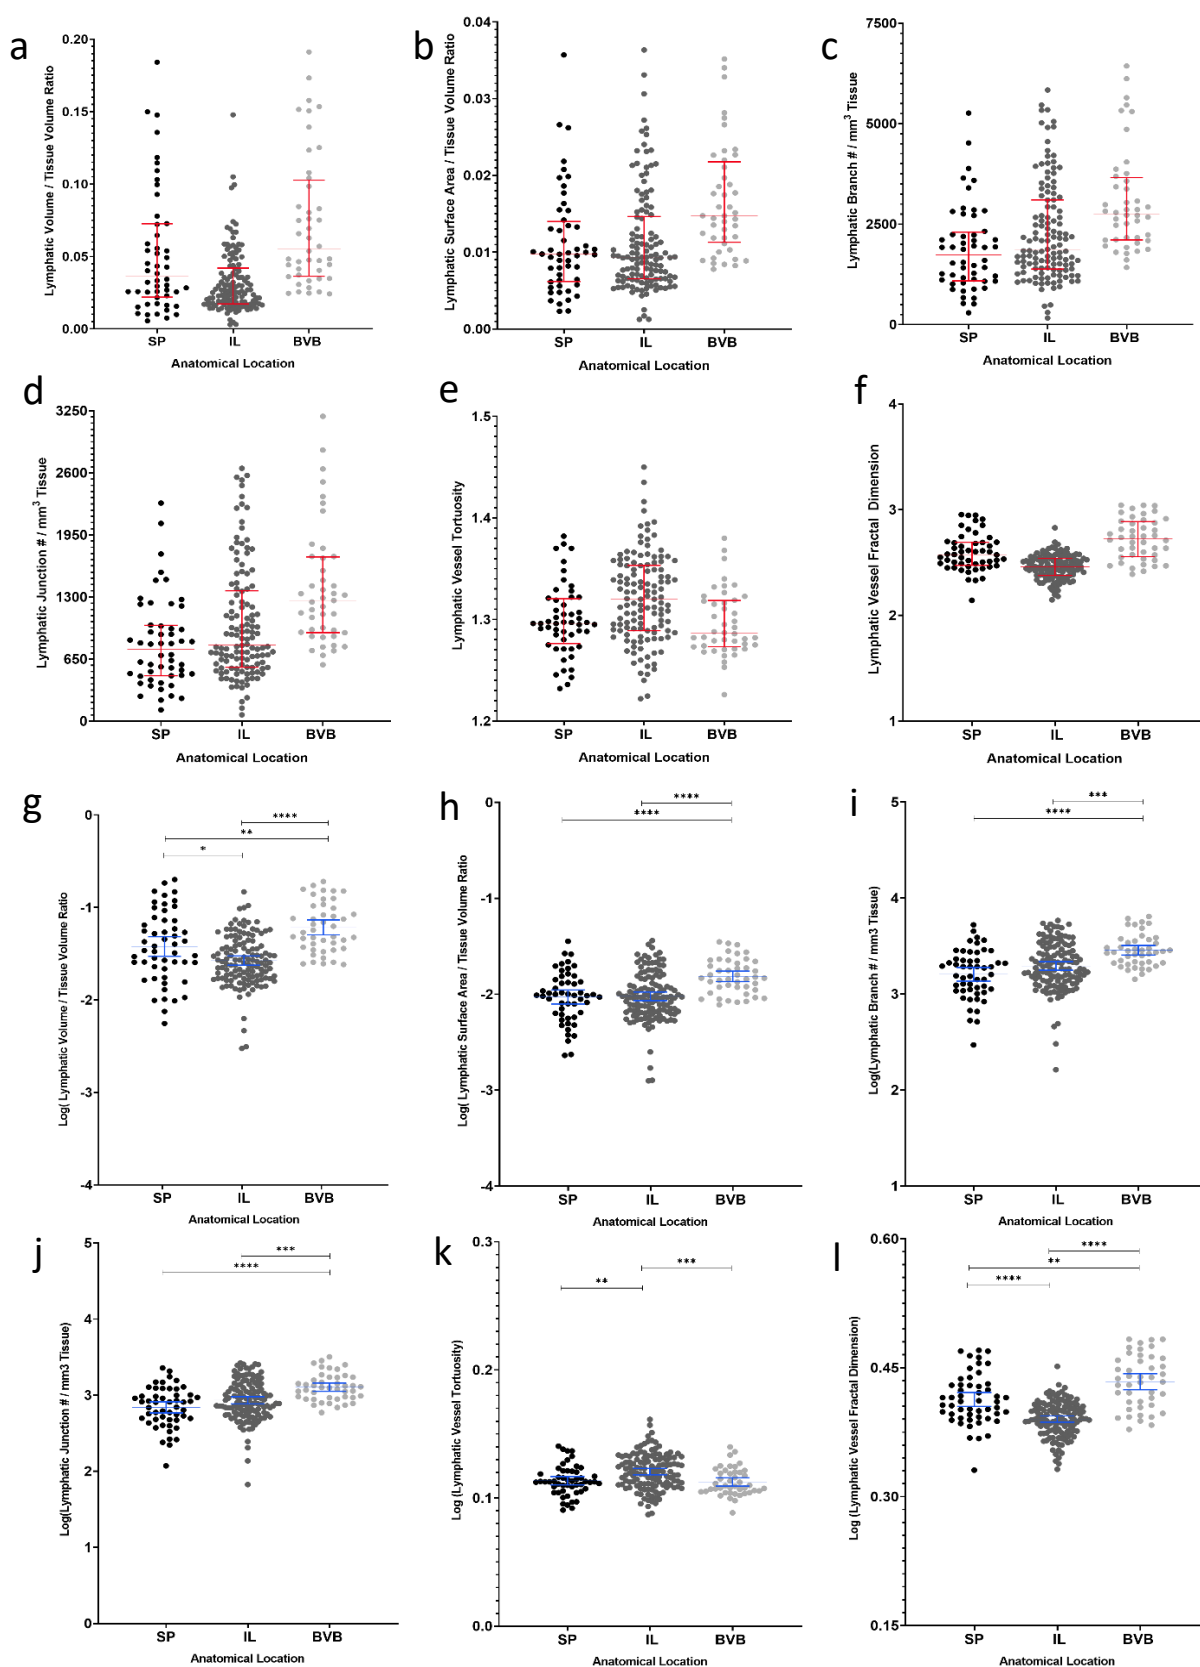 a
Lymphatic Volume / Tissue Volume Ratio
0.20
0.15
0.10
0.05
0.00
SP IL BVB
Anatomical Location
b
Lymphatic Surface Area / Tissue Volume Ratio
0.04
0.03
0.02
0.01
0.00
SP IL BVB
Anatomical Location
c
Lymphatic Branch # / mm³ Tissue
7500
5000
2500
0
SP IL BVB
Anatomical Location
d
Lymphatic Junction # / mm³ Tissue
3250
2600
1950
1300
650
0
SP IL BVB
Anatomical Location
e
Lymphatic Vessel Tortuosity
1.5
1.4
1.3
1.2
SP IL BVB
Anatomical Location
f
Lymphatic Vessel Fractal Dimension
4
3
2
1
SP IL BVB
Anatomical Location
g
Log( Lymphatic Volume / Tissue Volume Ratio
0
-1
-2
-3
-4
****
**
*
SP IL BVB
Anatomical Location
h
Log( Lymphatic Surface Area / Tissue Volume Ratio
0
-1
-2
-3
-4
****
****
SP IL BVB
Anatomical Location
i
Log(Lymphatic Branch # / mm3 Tissue)
5
4
3
2
1
***
****
SP IL BVB
Anatomical Location
j
Log(Lymphatic Junction # / mm3 Tissue)
5
4
3
2
1
0
***
****
SP IL BVB
Anatomical Location
k
Log (Lymphatic Vessel Tortuosity)
0.3
0.2
0.1
0.0
**
***
SP IL BVB
Anatomical Location
l
Log (Lymphatic Vessel Fractal Dimension)
0.60
0.45
0.30
0.15
****
**
****
SP IL BVB
Anatomical Location